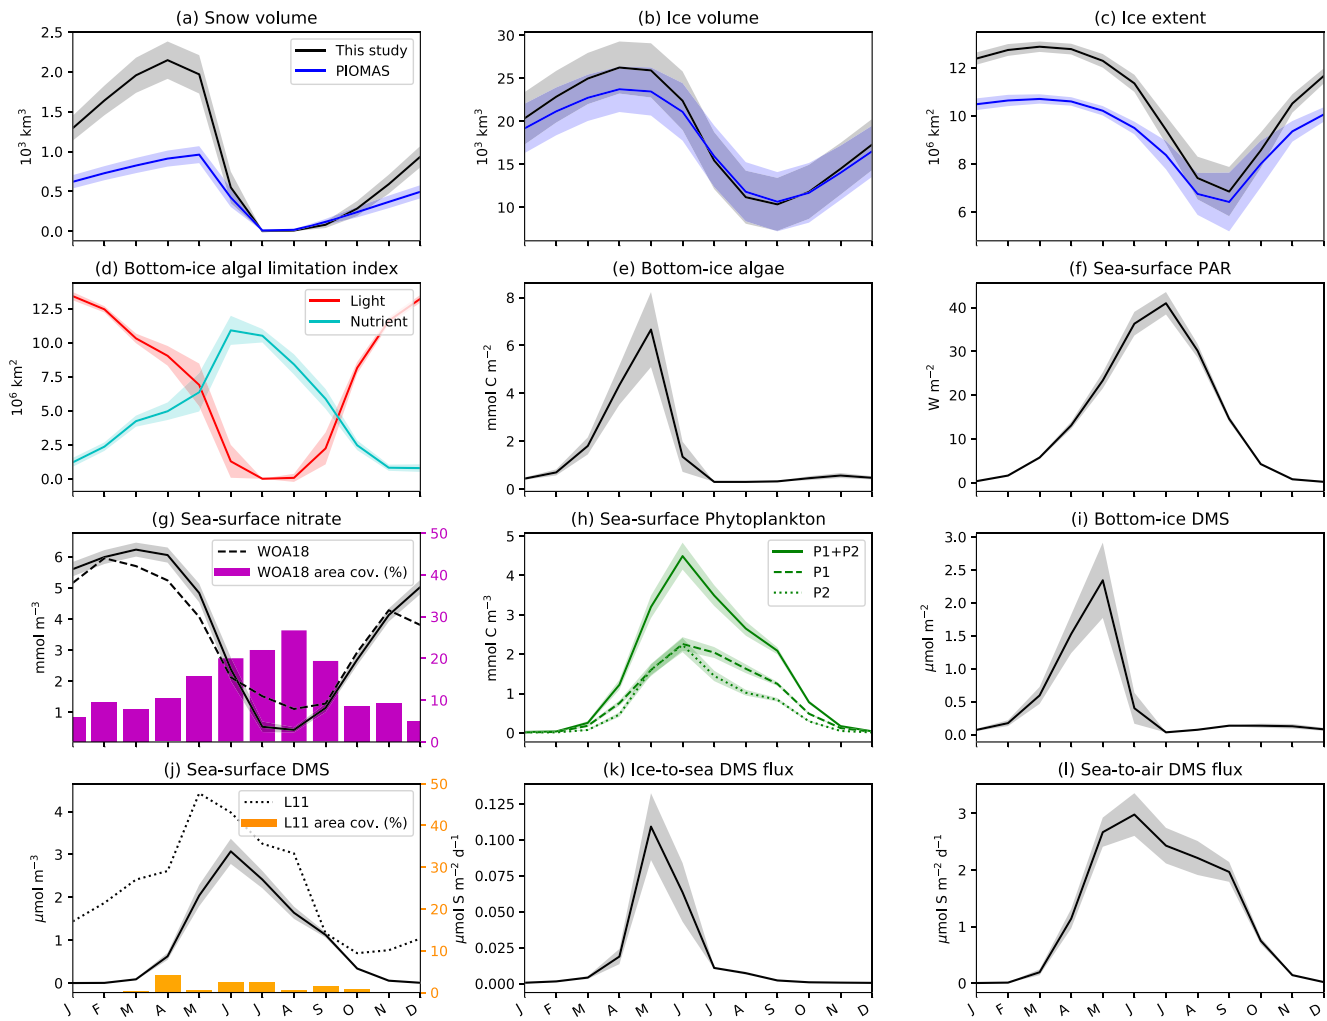 (a) Snow volume
2.5
2.0
1.5
1.0
0.5
0.0
10³ km³
This study
PIOMAS
(b) Ice volume
30
25
20
15
10
10³ km³
(c) Ice extent
12
10
8
6
10⁶ km²
(d) Bottom-ice algal limitation index
12.5
10.0
7.5
5.0
2.5
0.0
10⁶ km²
Light
Nutrient
(e) Bottom-ice algae
8
6
4
2
0
mmol C m⁻²
(f) Sea-surface PAR
40
30
20
10
0
W m⁻²
(g) Sea-surface nitrate
6
5
4
3
2
1
mmol m⁻³
WOA18
WOA18 area cov. (%)
50
40
30
20
10
0
(h) Sea-surface Phytoplankton
5
4
3
2
1
0
mmol C m⁻³
P1+P2
P1
P2
(i) Bottom-ice DMS
3.0
2.5
2.0
1.5
1.0
0.5
0.0
μmol m⁻²
(j) Sea-surface DMS
4
3
2
1
0
μmol m⁻³
L11
L11 area cov. (%)
50
40
30
20
10
0
J F M A M J J A S O N D
(k) Ice-to-sea DMS flux
0.125
0.100
0.075
0.050
0.025
0.000
μmol S m⁻² d⁻¹
J F M A M J J A S O N D
(l) Sea-to-air DMS flux
3
2
1
0
μmol S m⁻² d⁻¹
J F M A M J J A S O N D